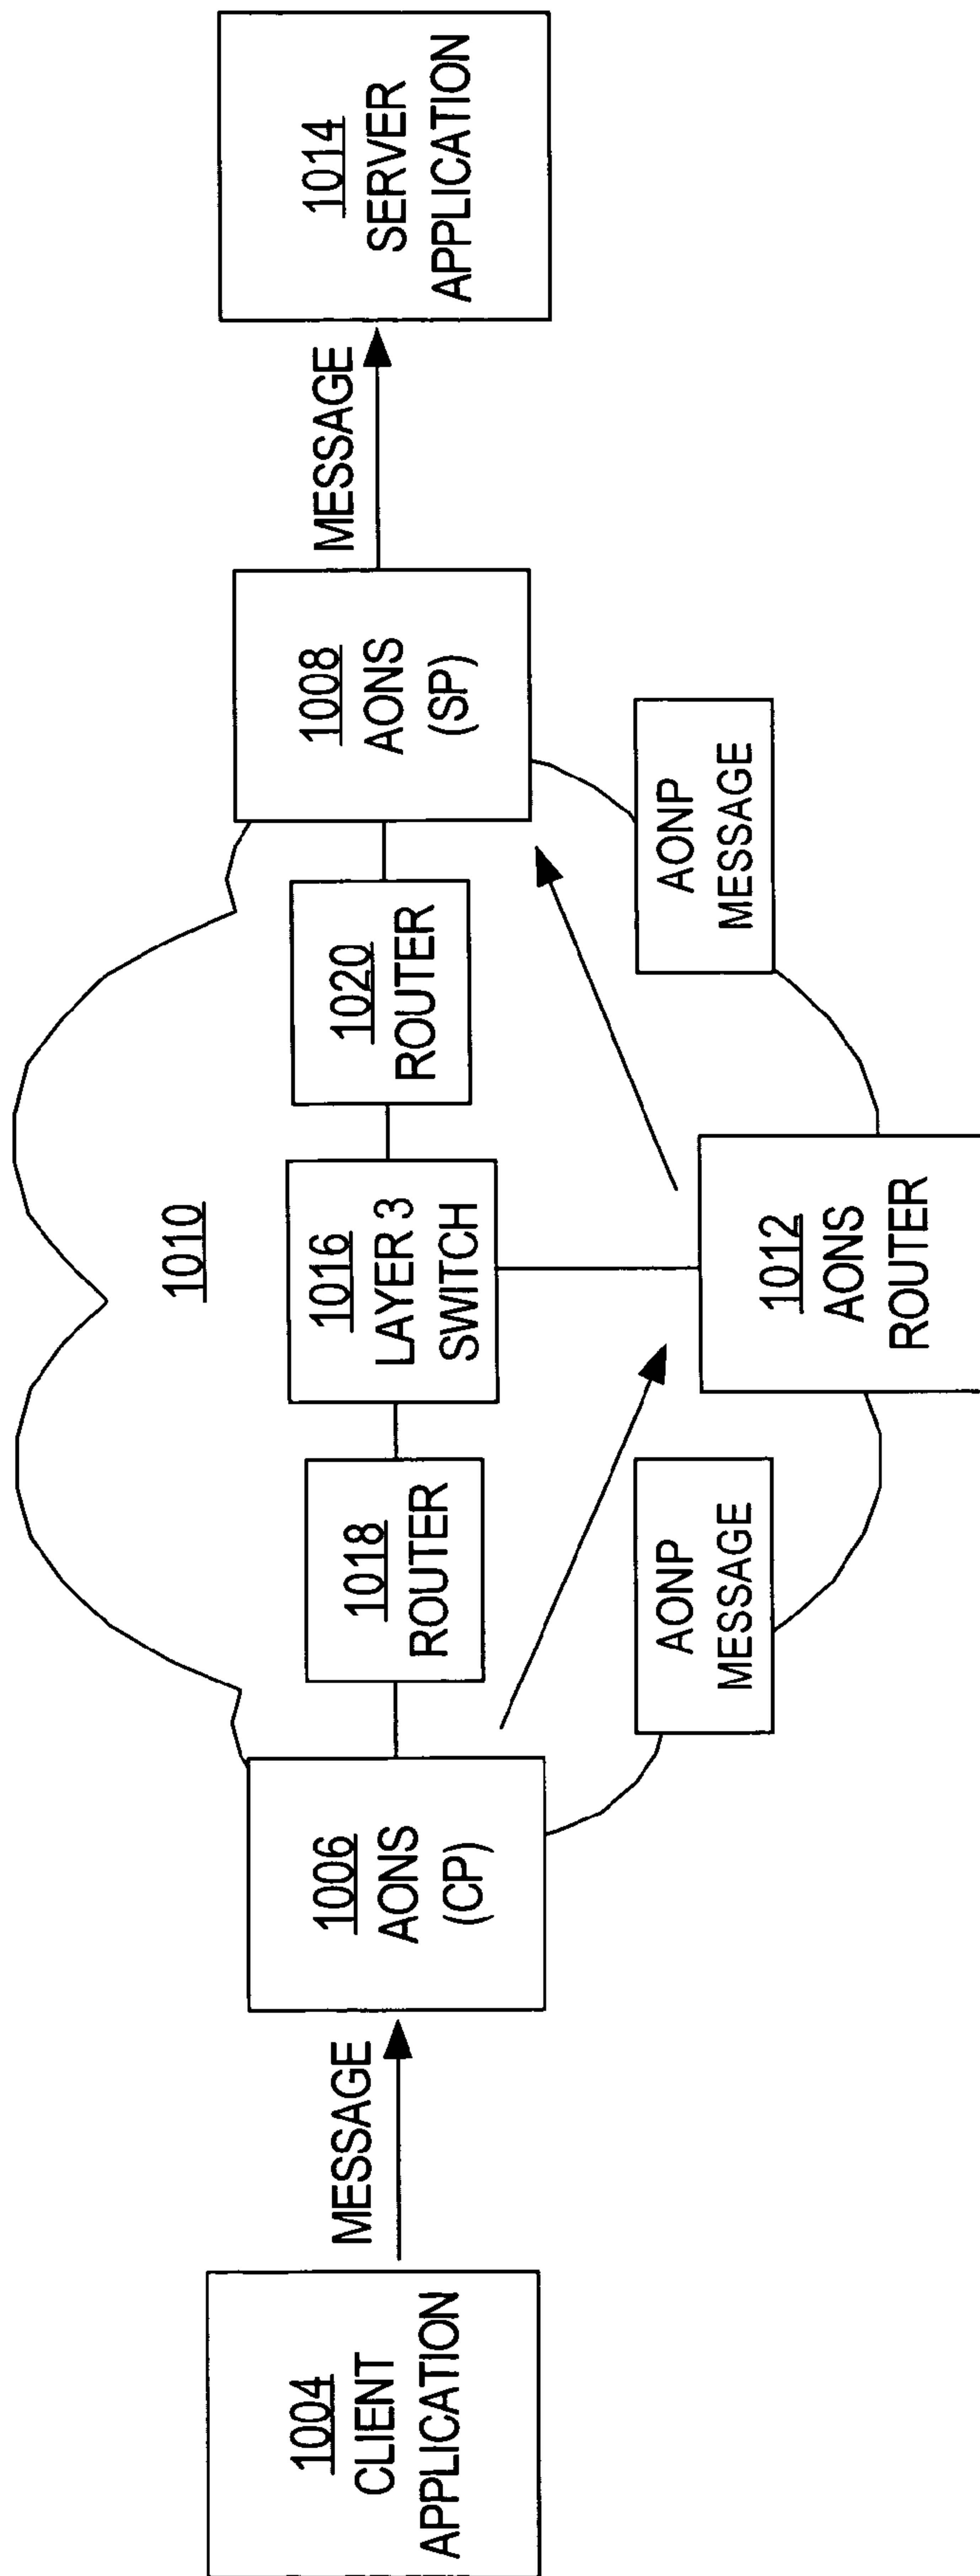 1004
CLIENT
APPLICATION
MESSAGE
1006
AONS
(CP)
1018
ROUTER
1010
1016
LAYER 3
SWITCH
1020
ROUTER
1008
AONS
(SP)
MESSAGE
1014
SERVER
APPLICATION
AONP
MESSAGE
1012
AONS
ROUTER
AONP
MESSAGE